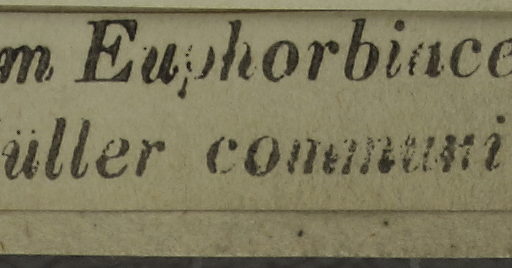 m Euphorbiace
üller communi